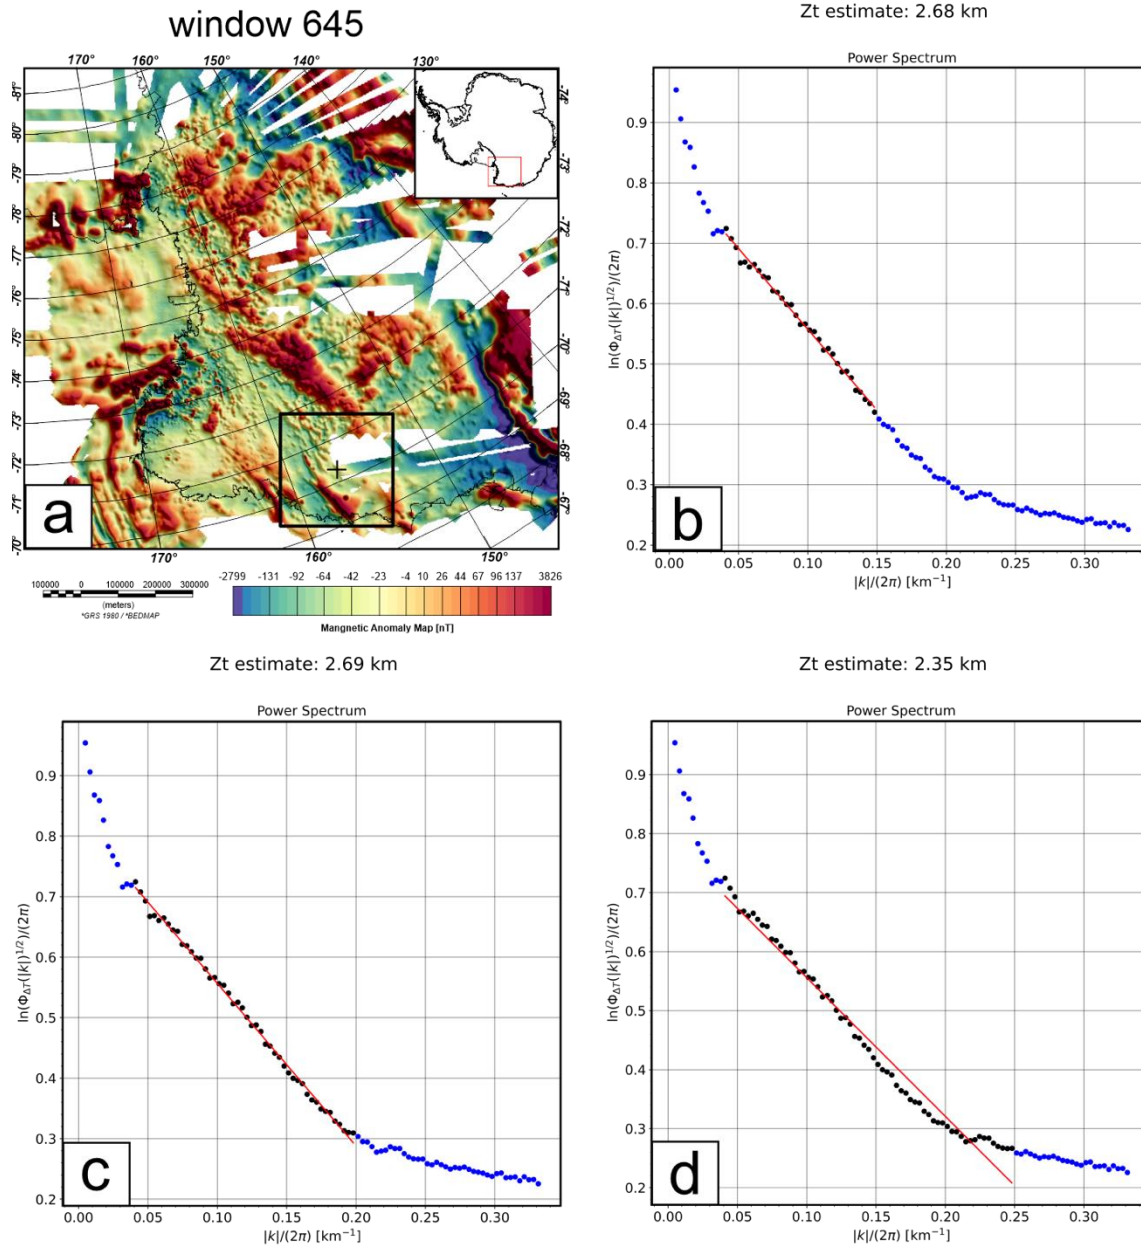 window 645
170° 160° 150° 140° 130°
-81° -80° -79° -78° -77° -76° -75° -74° -73° -72° -71° -70°
-74° -73° -72° -71° -70° -69° -68° -67°
a
170° 160° 150°
100000 0 100000 200000 300000
(meters)
*GRS 1980 / *BEDMAP
-2799 -131 -92 -64 -42 -23 -4 10 26 44 67 96 137 3826
Mangnetic Anomaly Map [nT]
Zt estimate: 2.68 km
Power Spectrum
ln(Φ_ΔT(|k|)^1/2)/(2π)
0.9
0.8
0.7
0.6
0.5
0.4
0.3
0.2
b
0.00 0.05 0.10 0.15 0.20 0.25 0.30
|k|/(2π) [km⁻¹]
Zt estimate: 2.69 km
Power Spectrum
ln(Φ_ΔT(|k|)^1/2)/(2π)
0.9
0.8
0.7
0.6
0.5
0.4
0.3
0.2
c
0.00 0.05 0.10 0.15 0.20 0.25 0.30
|k|/(2π) [km⁻¹]
Zt estimate: 2.35 km
Power Spectrum
ln(Φ_ΔT(|k|)^1/2)/(2π)
0.9
0.8
0.7
0.6
0.5
0.4
0.3
0.2
d
0.00 0.05 0.10 0.15 0.20 0.25 0.30
|k|/(2π) [km⁻¹]